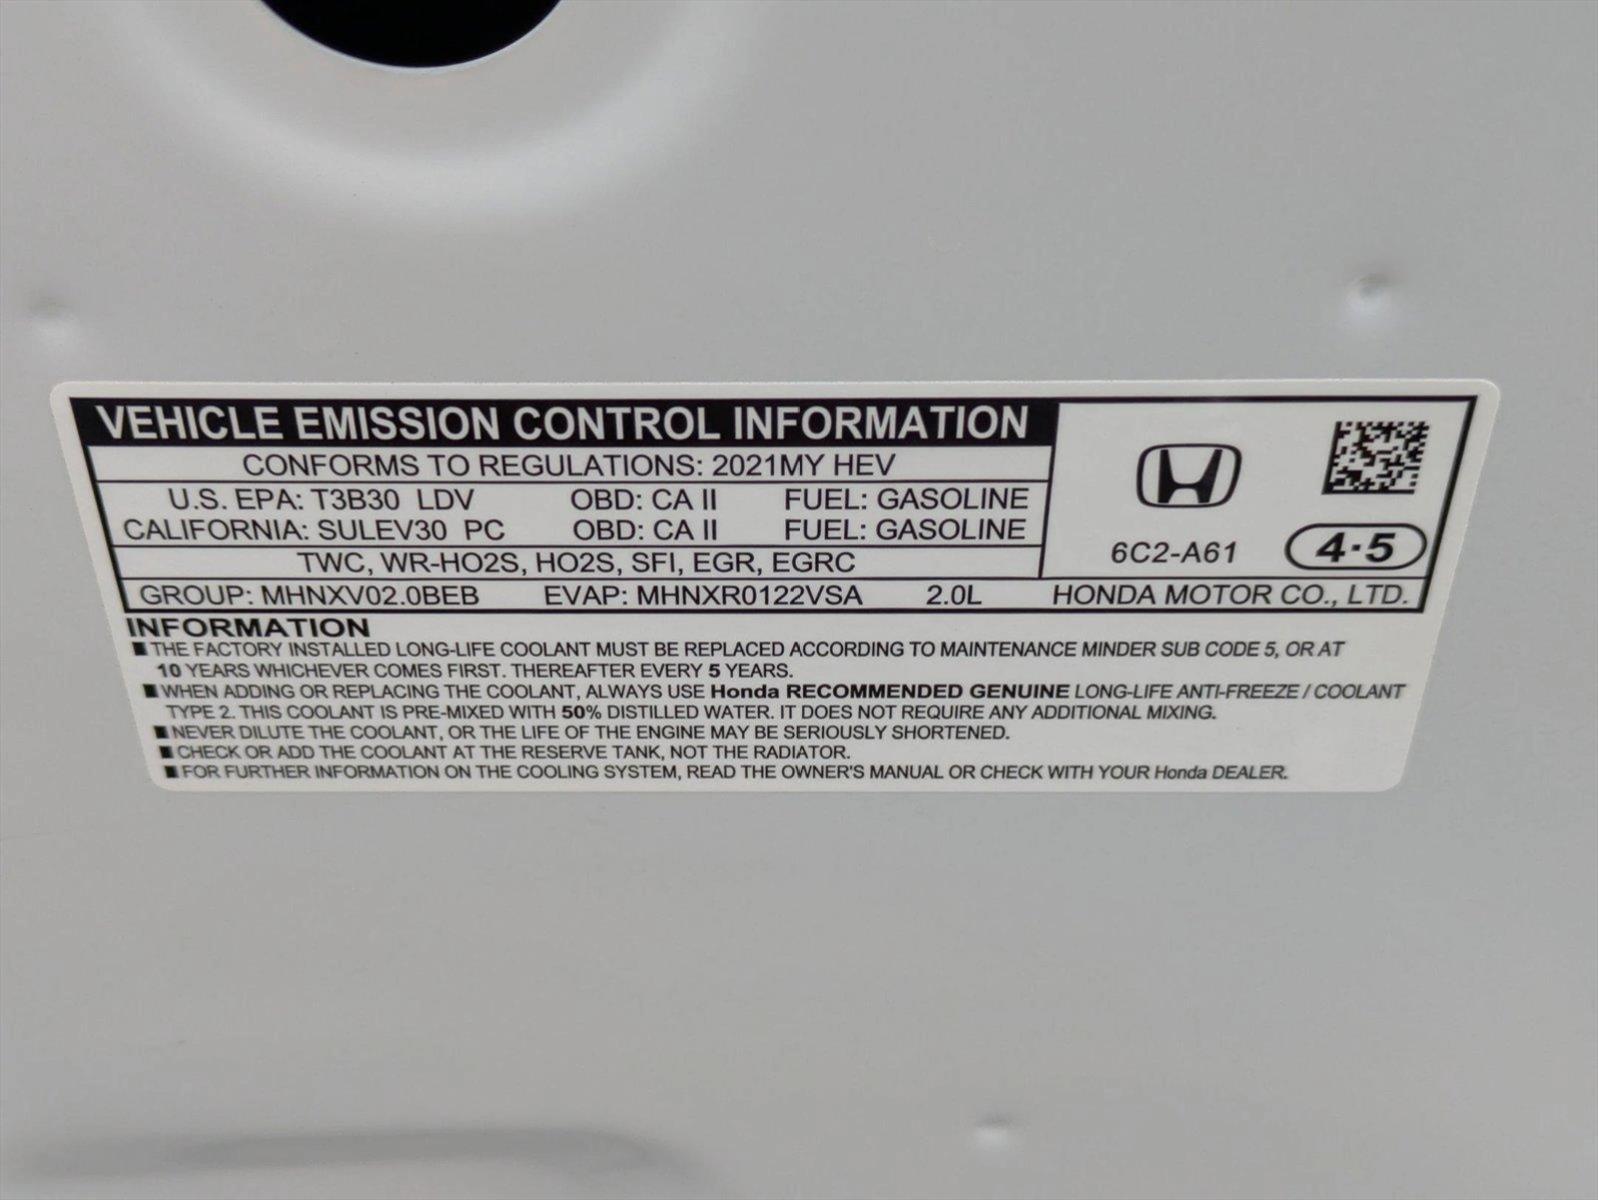 VEHICLE EMISSION CONTROL INFORMATION
CONFORMS TO REGULATIONS: 2021MY HEV
U.S. EPA: T3B30 LDV OBD: CA II FUEL: GASOLINE
CALIFORNIA: SULEV30 PC OBD: CA II FUEL: GASOLINE
TWC, WR-HO2S, HO2S, SFI, EGR, EGRC
6C2-A61 4·5
GROUP: MHNXV02.0BEB EVAP: MHNXR0122VSA 2.0L HONDA MOTOR CO., LTD.
INFORMATION
■ THE FACTORY INSTALLED LONG-LIFE COOLANT MUST BE REPLACED ACCORDING TO MAINTENANCE MINDER SUB CODE 5, OR AT
10 YEARS WHICHEVER COMES FIRST. THEREAFTER EVERY 5 YEARS.
■ WHEN ADDING OR REPLACING THE COOLANT, ALWAYS USE Honda RECOMMENDED GENUINE LONG-LIFE ANTI-FREEZE / COOLANT
TYPE 2. THIS COOLANT IS PRE-MIXED WITH 50% DISTILLED WATER. IT DOES NOT REQUIRE ANY ADDITIONAL MIXING.
■ NEVER DILUTE THE COOLANT, OR THE LIFE OF THE ENGINE MAY BE SERIOUSLY SHORTENED.
■ CHECK OR ADD THE COOLANT AT THE RESERVE TANK, NOT THE RADIATOR.
■ FOR FURTHER INFORMATION ON THE COOLING SYSTEM, READ THE OWNER'S MANUAL OR CHECK WITH YOUR Honda DEALER.